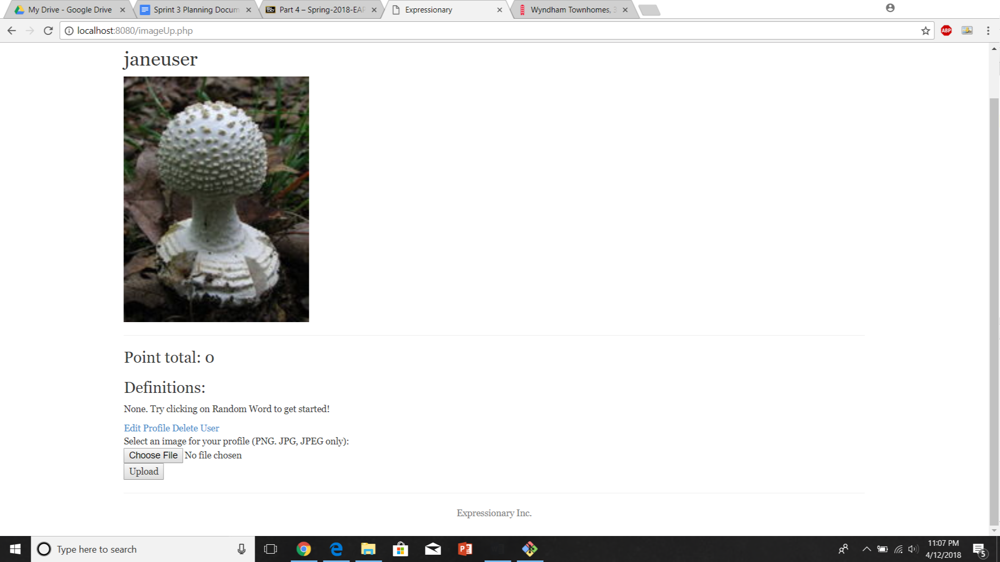 My Drive - Google Drive
Sprint 3 Planning Docum
Bb Part 4 – Spring-2018-EAP
Expressionary
Wyndham Townhomes, 3
localhost:8080/imageUp.php
ABP
janeuser
Point total: 0
Definitions:
None. Try clicking on Random Word to get started!
Edit Profile Delete User
Select an image for your profile (PNG. JPG, JPEG only):
Choose File No file chosen
Upload
Expressionary Inc.
Type here to search
11:07 PM
4/12/2018
5